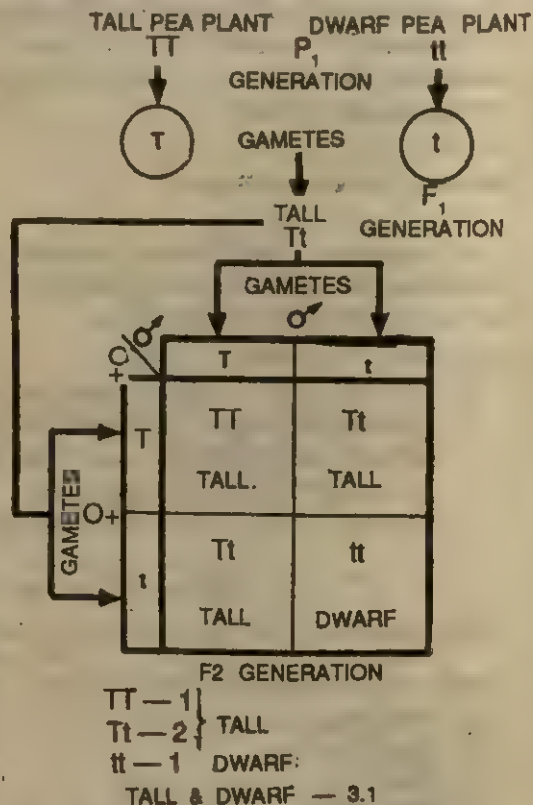 TALL PEA PLANT DWARF PEA PLANT
TT P1 tt
GENERATION
T GAMETES t
F1
TALL
Tt GENERATION
GAMETES
♂
♀/♂ T t
GAMETES ♀
T TT Tt
TALL. TALL
t Tt tt
TALL DWARF
F2 GENERATION
TT — 1
Tt — 2 } TALL
tt — 1 DWARF:
TALL & DWARF — 3.1